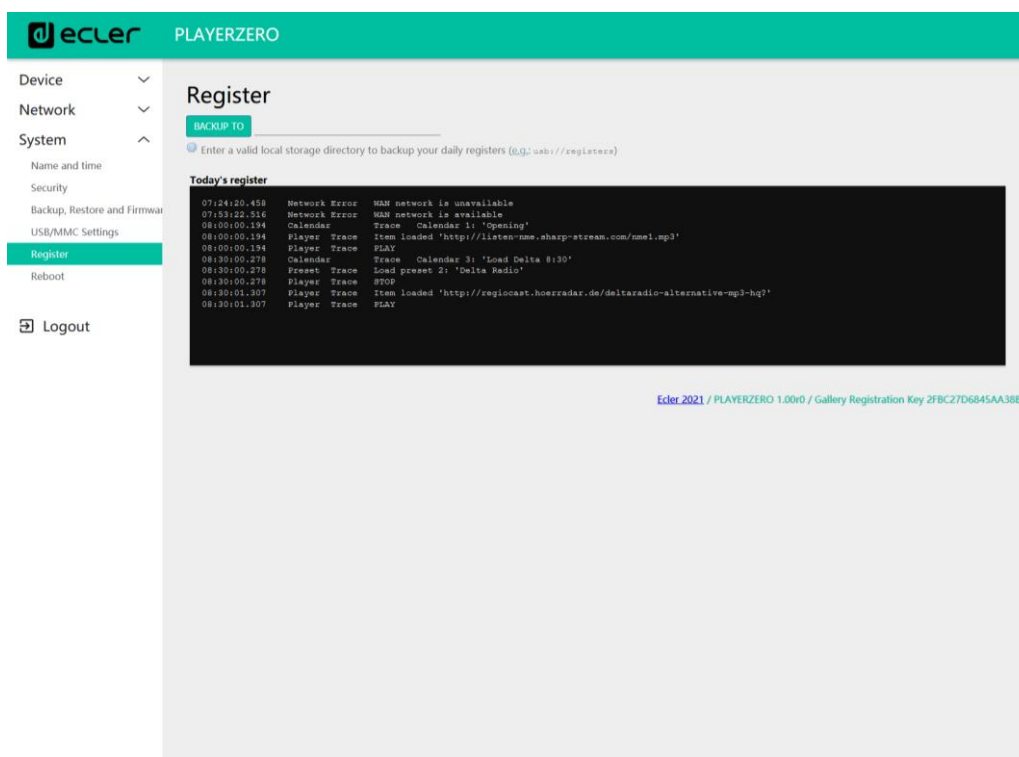 ecler PLAYERZERO
Device
Network
System
Name and time
Security
Backup, Restore and Firmwar
USB/MMC Settings
Register
Reboot
Logout
Register
BACKUP TO
Enter a valid local storage directory to backup your daily registers (e.g.: usb://registers)
Today's register
07:24:20.458 Network Error WAN network is unavailable
07:53:22.516 Network Error WAN network is available
08:00:00.194 Calendar Trace Calendar 1: 'Opening'
08:00:00.194 Player Trace Item loaded 'http://listen-nme.sharp-stream.com/nme1.mp3'
08:00:00.194 Player Trace PLAY
08:30:00.278 Calendar Trace Calendar 3: 'Load Delta 8:30'
08:30:00.278 Preset Trace Load preset 2: 'Delta Radio'
08:30:00.278 Player Trace STOP
08:30:01.307 Player Trace Item loaded 'http://regiocast.hoerradar.de/deltaradio-alternative-mp3-hq?'
08:30:01.307 Player Trace PLAY
Ecler 2021 / PLAYERZERO 1.00r0 / Gallery Registration Key 2FBC27D6845AA388